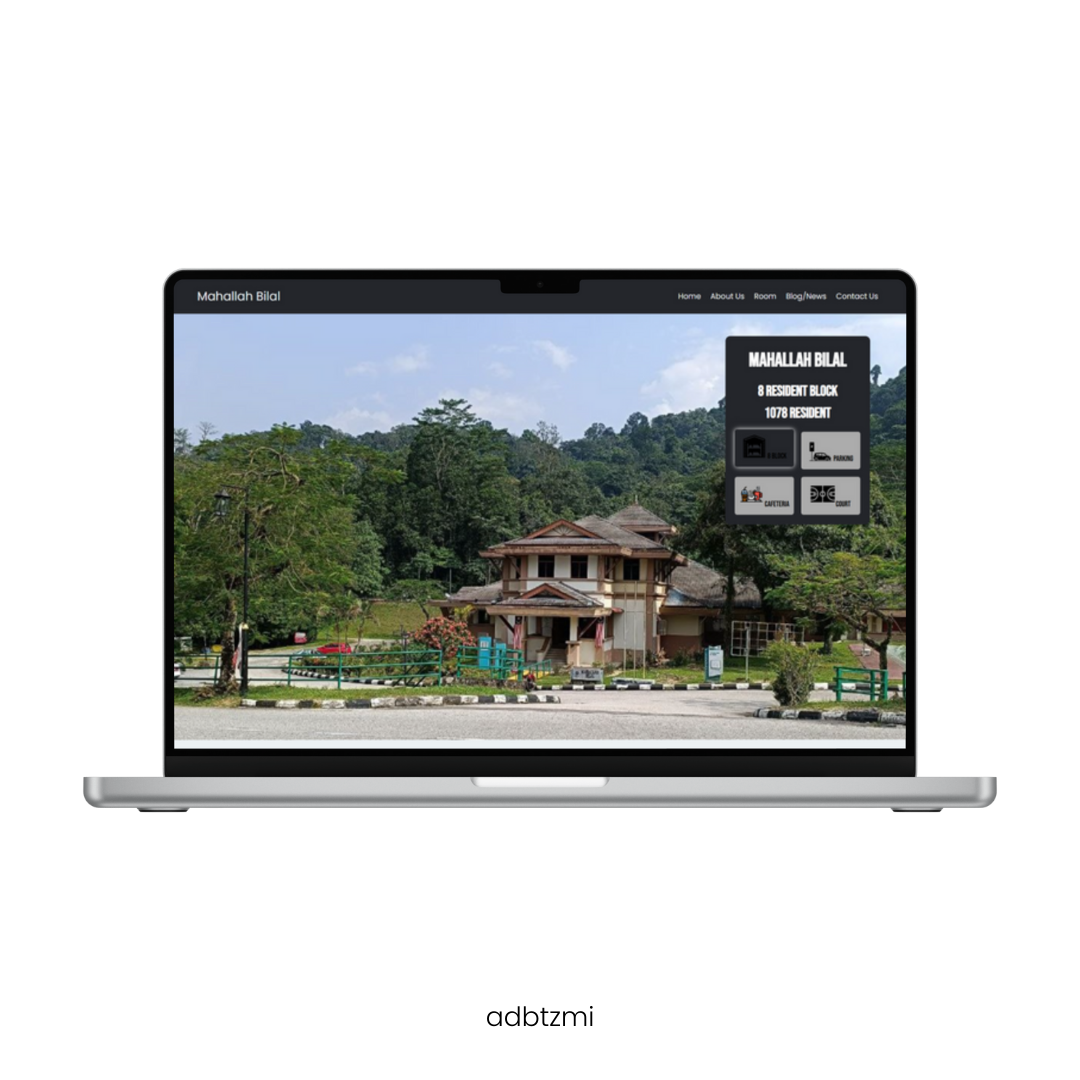 Mahallah Bilal
Home About Us Room Blog/News Contact Us
MAHALLAH BILAL
8 RESIDENT BLOCK
1078 RESIDENT
8 BLOCK
PARKING
CAFETERIA
COURT
adbtzmi